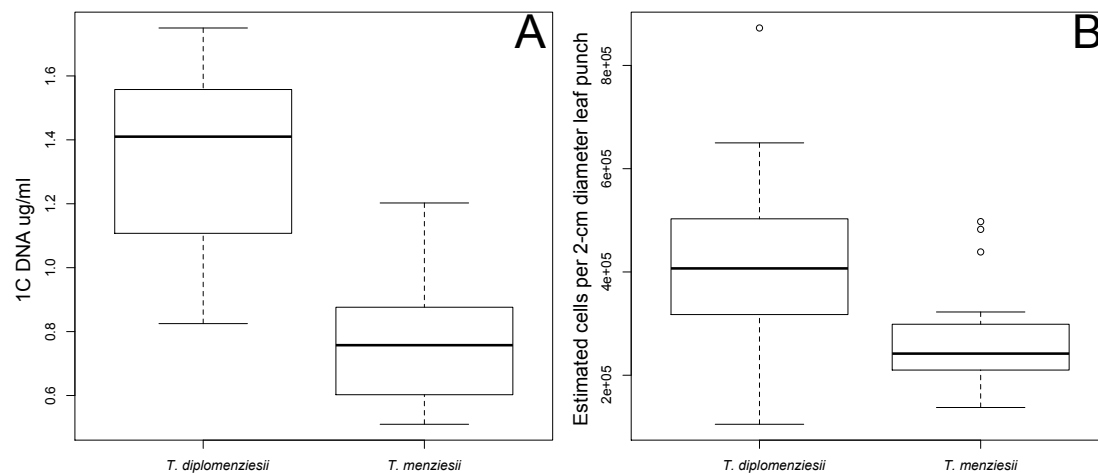 A
1C DNA ug/ml
1.6
1.4
1.2
1.0
0.8
0.6
T. diplomenziesii
T. menziesii
B
Estimated cells per 2-cm diameter leaf punch
8e+05
6e+05
4e+05
2e+05
T. diplomenziesii
T. menziesii